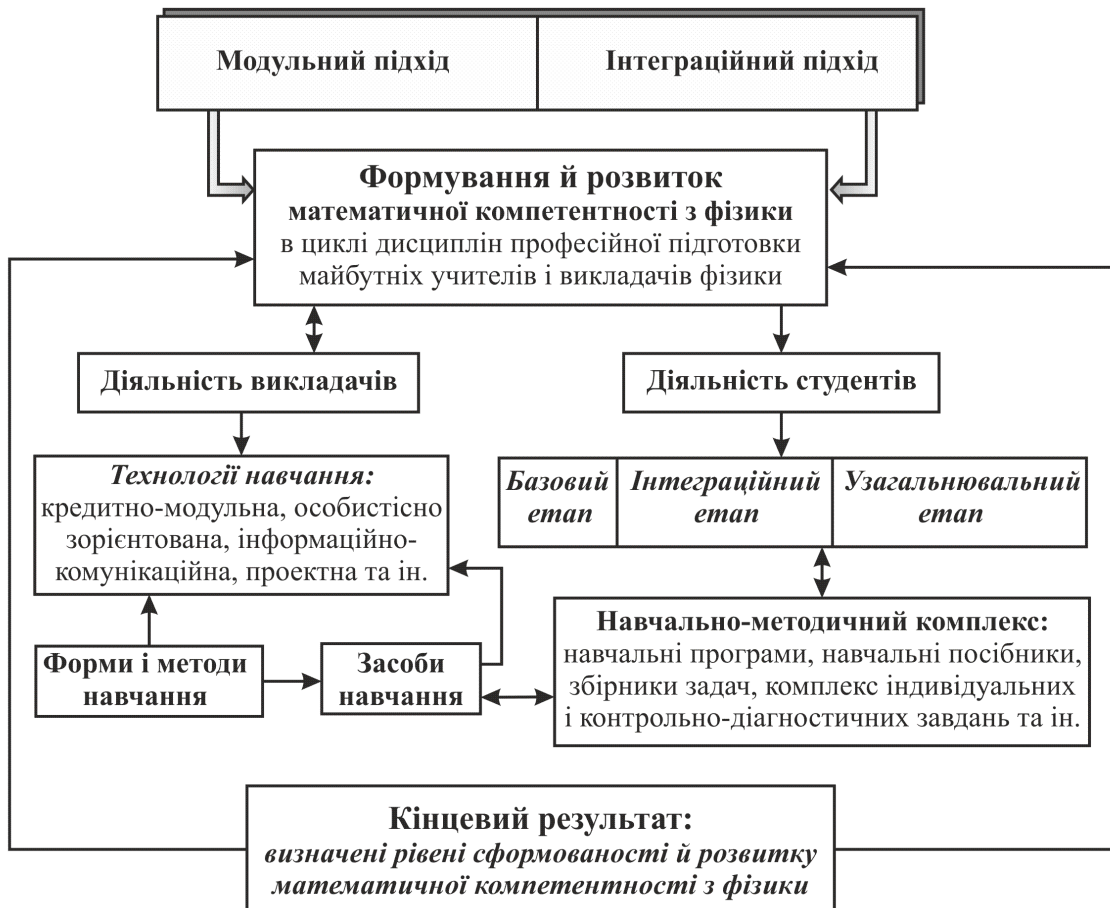 Модульний підхід
Інтеграційний підхід
Формування й розвиток
математичної компетентності з фізики
в циклі дисциплін професійної підготовки
майбутніх учителів і викладачів фізики
Діяльність викладачів
Діяльність студентів
Технології навчання:
кредитно-модульна, особистісно
зорієнтована, інформаційно-
комунікаційна, проектна та ін.
Базовий
етап
Інтеграційний
етап
Узагальнювальний
етап
Форми і методи
навчання
Засоби
навчання
Навчально-методичний комплекс:
навчальні програми, навчальні посібники,
збірники задач, комплекс індивідуальних
і контрольно-діагностичних завдань та ін.
Кінцевий результат:
визначені рівені сформованості й розвитку
математичної компетентності з фізики